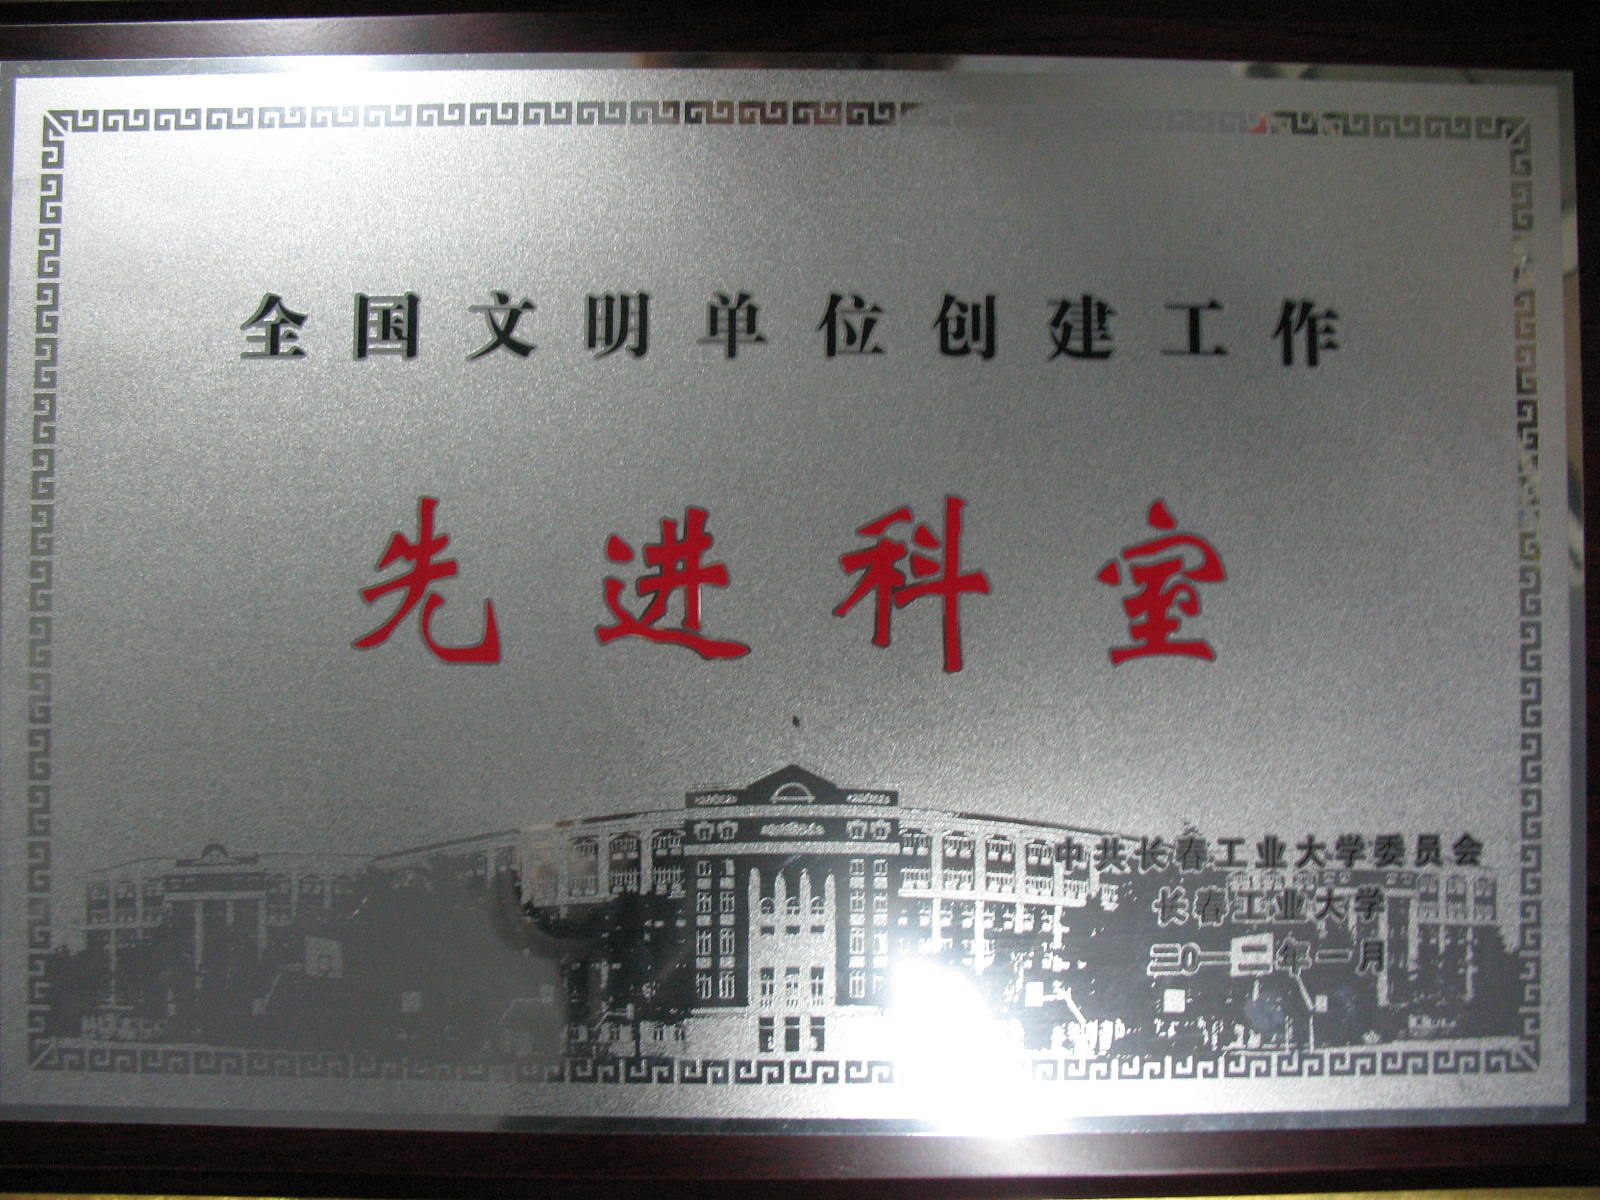 全国文明单位创建工作
先进科室
中共长春工业大学委员会
长春工业大学
二〇一二年一月